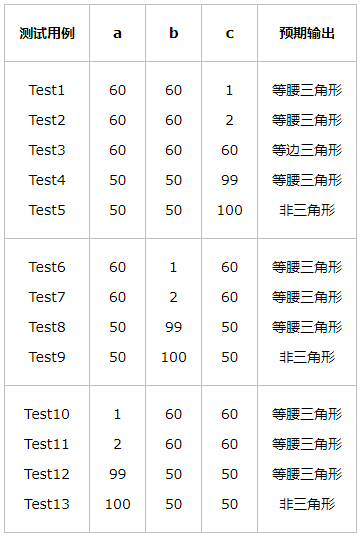 测试用例 a b c 预期输出
Test1 60 60 1 等腰三角形
Test2 60 60 2 等腰三角形
Test3 60 60 60 等边三角形
Test4 50 50 99 等腰三角形
Test5 50 50 100 非三角形
Test6 60 1 60 等腰三角形
Test7 60 2 60 等腰三角形
Test8 50 99 50 等腰三角形
Test9 50 100 50 非三角形
Test10 1 60 60 等腰三角形
Test11 2 60 60 等腰三角形
Test12 99 50 50 等腰三角形
Test13 100 50 50 非三角形